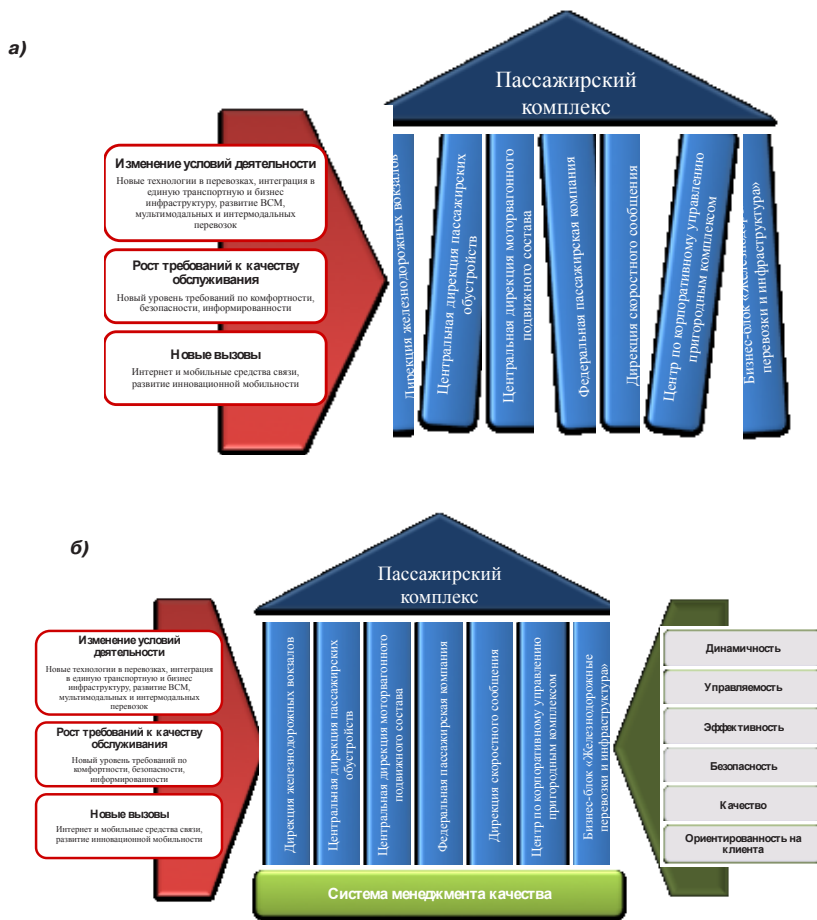 а)
Пассажирский
комплекс
Изменение условий деятельности
Новые технологии в перевозках, интеграция в
единую транспортную и бизнес
инфраструктуру, развитие ВСМ,
мультимодальных и интермодальных
перевозок
Рост требований к качеству
обслуживания
Новый уровень требований по комфортности,
безопасности, информированности
Новые вызовы
Интернет и мобильные средства связи,
развитие инновационной мобильности
Дирекция железнодорожных вокзалов
Центральная дирекция пассажирских
обустройств
Центральная дирекция моторвагонного
подвижного состава
Федеральная пассажирская компания
Дирекция скоростного сообщения
Центр по корпоративному управлению
пригородным комплексом
Бизнес-блок
перевозки и инфраструктура»
б)
Пассажирский
комплекс
Изменение условий
деятельности
Новые технологии в перевозках, интеграция
в единую транспортную и бизнес
инфраструктуру, развитие ВСМ,
мультимодальных и интермодальных
перевозок
Рост требований к качеству
обслуживания
Новый уровень требований по
комфортности, безопасности,
информированности
Новые вызовы
Интернет и мобильные средства связи,
развитие инновационной мобильности
Дирекция железнодорожных вокзалов
Центральная дирекция пассажирских
обустройств
Центральная дирекция моторвагонного
подвижного состава
Федеральная пассажирская компания
Дирекция скоростного сообщения
Центр по корпоративному управлению
пригородным комплексом
Бизнес-блок «Железнодорожные
перевозки и инфраструктура»
Динамичность
Управляемость
Эффективность
Безопасность
Качество
Ориентированность на
клиента
Система менеджмента качества